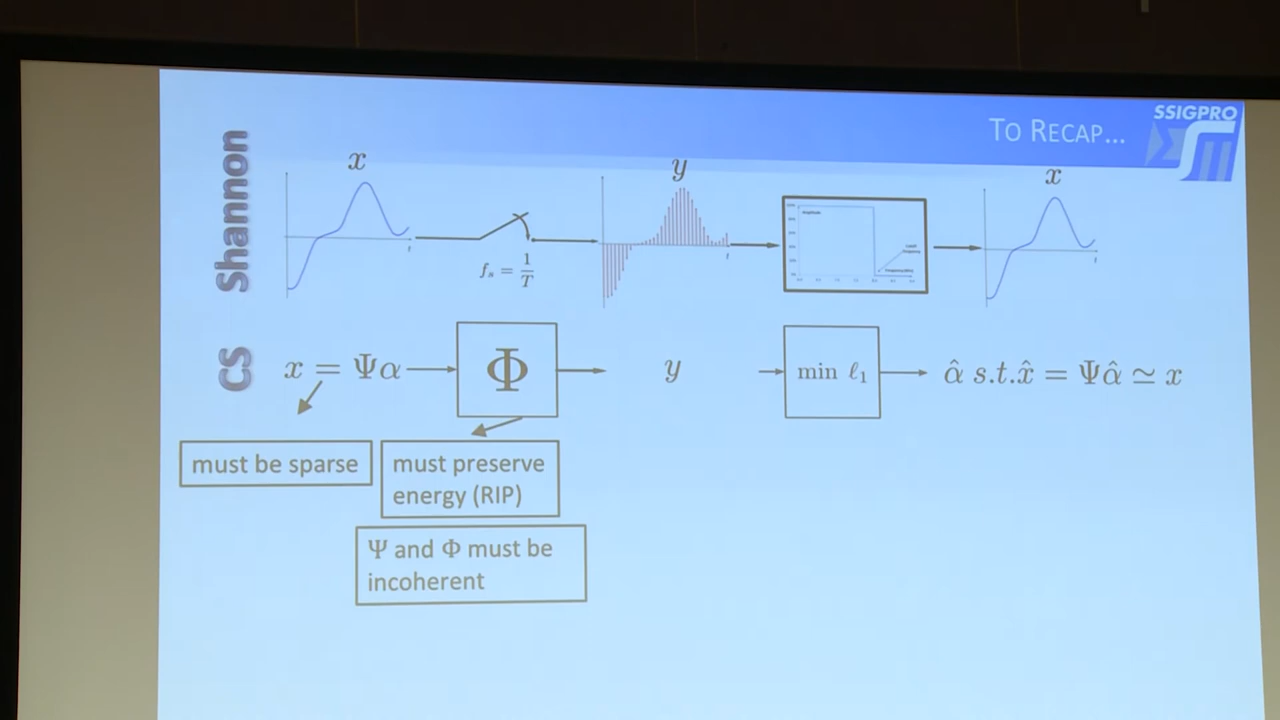 TO RECAP...
SSIGPRO
Shannon
x
y
x
t
t
t
f_s = 1/T
Amplitude
CS
x = Ψα
Φ
y
min ℓ₁
α̂ s.t. x̂ = Ψα̂ ≃ x
must be sparse
must preserve
energy (RIP)
Ψ and Φ must be
incoherent